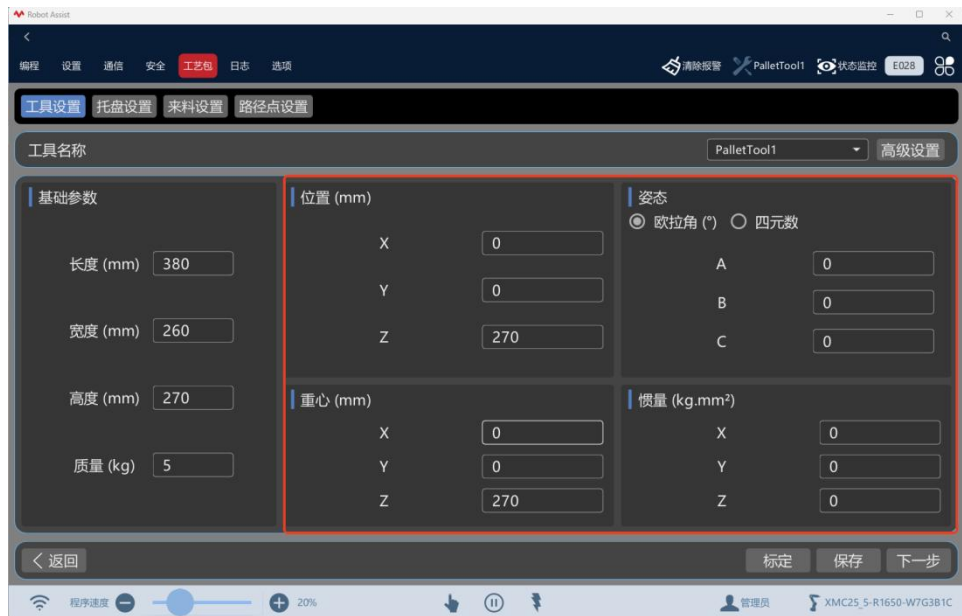 Robot Assist
编程 设置 通信 安全 工艺包 日志 选项 清除报警 PalletTool1 状态监控 E028
工具设置 托盘设置 来料设置 路径点设置
工具名称 PalletTool1 高级设置
基础参数
长度 (mm) 380
宽度 (mm) 260
高度 (mm) 270
质量 (kg) 5
位置 (mm)
X 0
Y 0
Z 270
姿态
欧拉角 (°) 四元数
A 0
B 0
C 0
重心 (mm)
X 0
Y 0
Z 270
惯量 (kg.mm²)
X 0
Y 0
Z 0
返回 标定 保存 下一步
程序速度 20% 管理员 XMC25_5-R1650-W7G3B1C